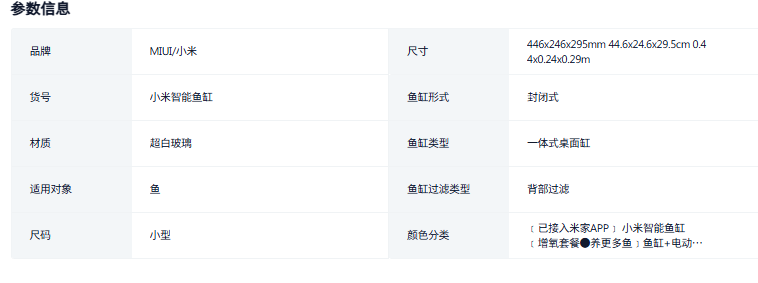 参数信息
品牌 MIUI/小米 尺寸 446x246x295mm 44.6x24.6x29.5cm 0.4
4x0.24x0.29m
货号 小米智能鱼缸 鱼缸形式 封闭式
材质 超白玻璃 鱼缸类型 一体式桌面缸
适用对象 鱼 鱼缸过滤类型 背部过滤
尺码 小型 颜色分类 ﹝已接入米家APP﹞小米智能鱼缸
﹝增氧套餐●养更多鱼﹞鱼缸+电动…